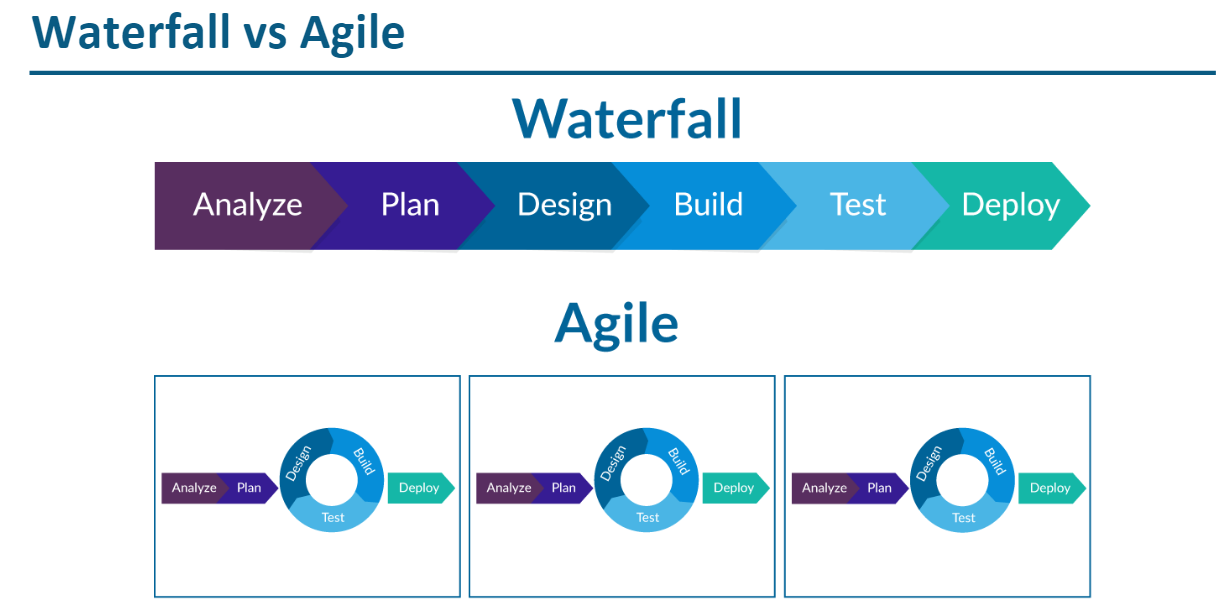 Waterfall vs Agile
Waterfall
Analyze Plan Design Build Test Deploy
Agile
Analyze Plan Design Build Test Deploy
Analyze Plan Design Build Test Deploy
Analyze Plan Design Build Test Deploy